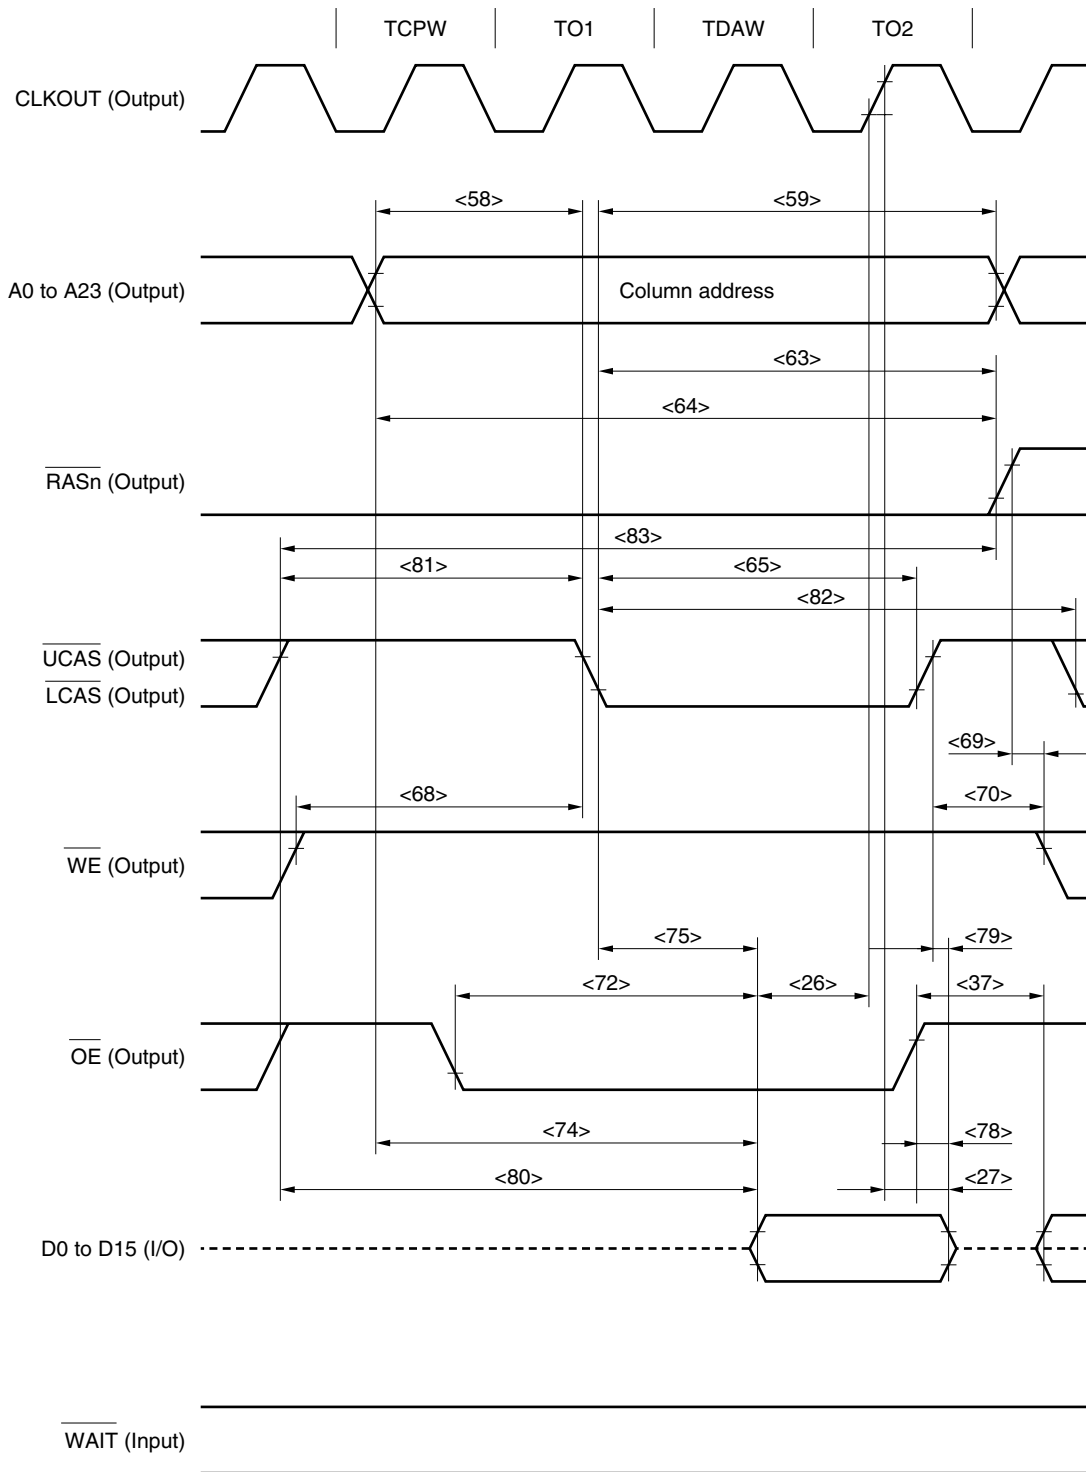 TCPW TO1 TDAW TO2
CLKOUT (Output)
<58> <59>
A0 to A23 (Output) Column address
<63>
<64>
RASn (Output)
<83>
<81> <65>
<82>
UCAS (Output)
LCAS (Output)
<69>
<68> <70>
WE (Output)
<75> <79>
<72> <26> <37>
OE (Output)
<74> <78>
<80> <27>
D0 to D15 (I/O)
WAIT (Input)